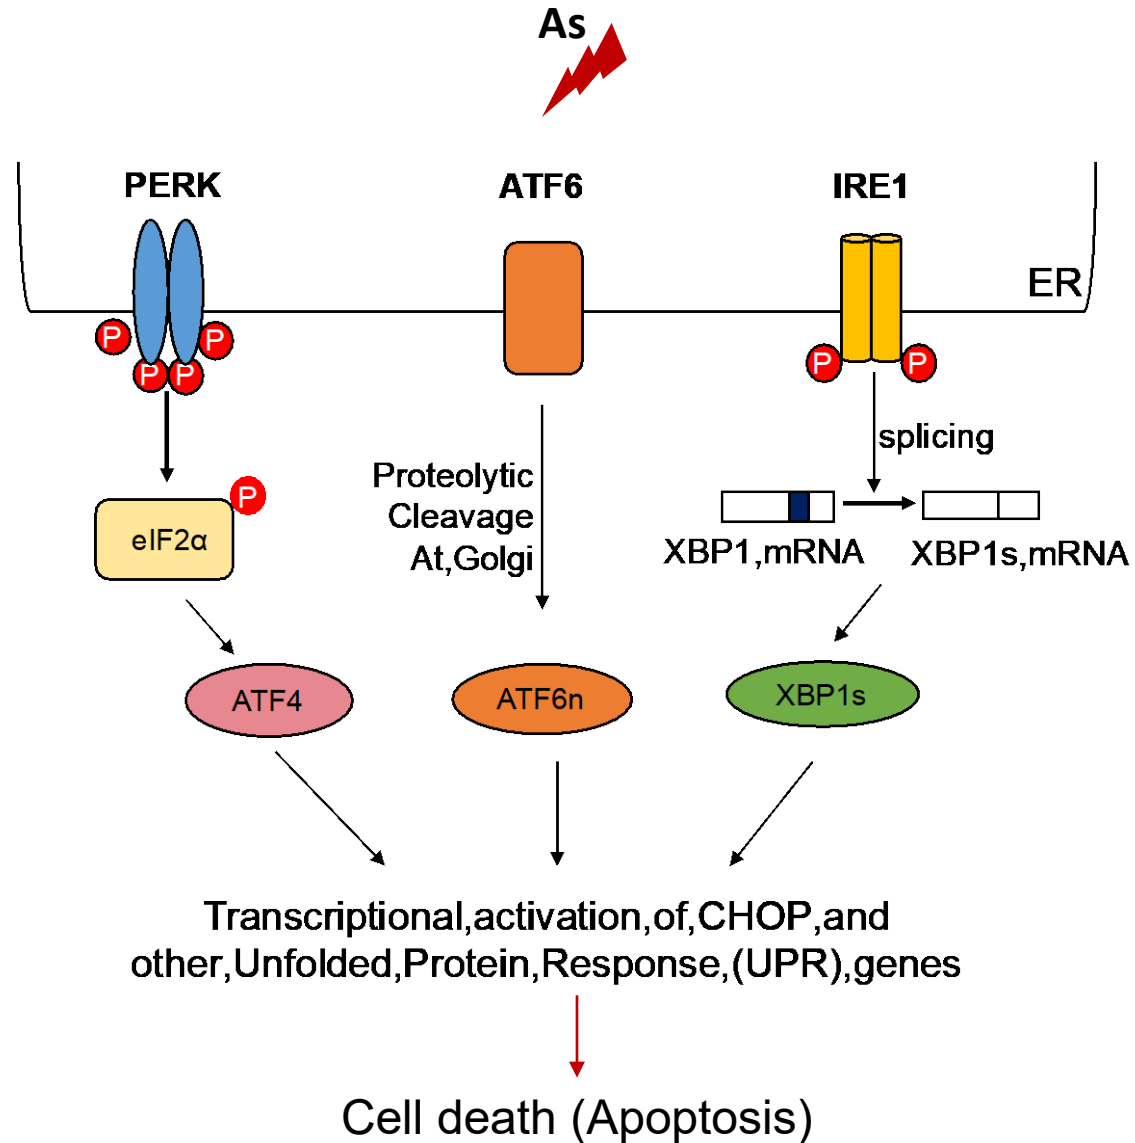 As
PERK
ATF6
IRE1
ER
P
P
P
P
P
P
splicing
Proteolytic
Cleavage
At,Golgi
P
eIF2α
XBP1,mRNA
XBP1s,mRNA
ATF4
ATF6n
XBP1s
Transcriptional,activation,of,CHOP,and
other,Unfolded,Protein,Response,(UPR),genes
Cell death (Apoptosis)